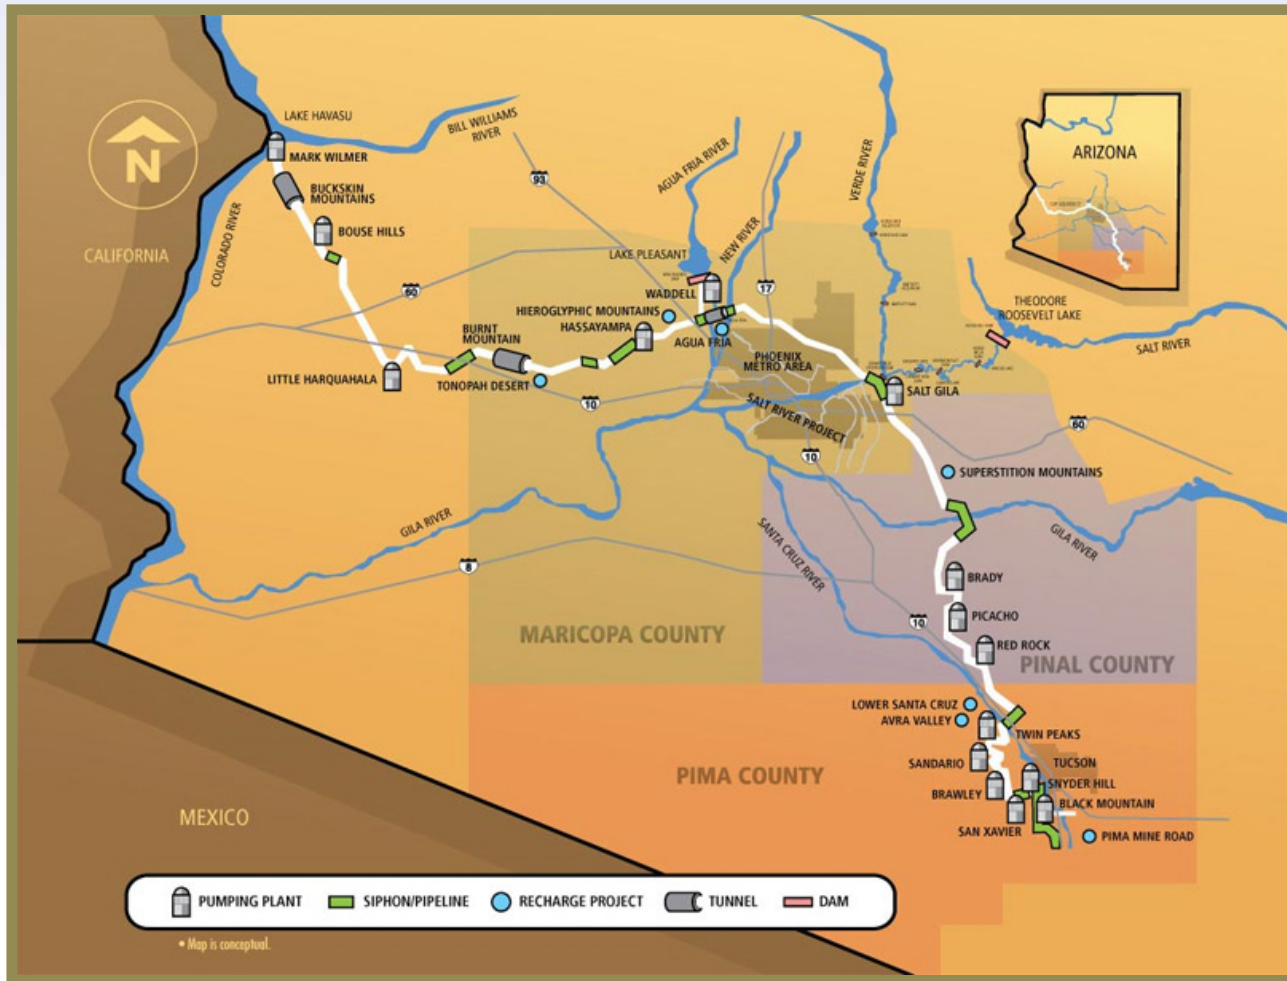 LAKE HAVASU
BILL WILLIAMS
RIVER
N
MARK WILMER
BUCKSKIN
MOUNTAINS
COLORADO RIVER
BOUSE HILLS
CALIFORNIA
93
AGUA FRIA RIVER
VERDE RIVER
ARIZONA
NEW RIVER
LAKE PLEASANT
WADDELL
17
60
THEODORE
ROOSEVELT LAKE
SALT RIVER
HIEROGLYPHIC MOUNTAINS
HASSAYAMPA
AGUA FRIA
BURNT
MOUNTAIN
PHOENIX
METRO AREA
LITTLE HARQUAHALA
TONOPAH DESERT
10
SALT GILA
SALT RIVER PROJECT
60
10
SUPERSTITION MOUNTAINS
GILA RIVER
GILA RIVER
SANTA CRUZ RIVER
8
BRADY
10
PICACHO
MARICOPA COUNTY
RED ROCK
PINAL COUNTY
LOWER SANTA CRUZ
AVRA VALLEY
TWIN PEAKS
SANDARIO
TUCSON
PIMA COUNTY
SNYDER HILL
BRAWLEY
BLACK MOUNTAIN
MEXICO
SAN XAVIER
PIMA MINE ROAD
PUMPING PLANT
SIPHON/PIPELINE
RECHARGE PROJECT
TUNNEL
DAM
• Map is conceptual.